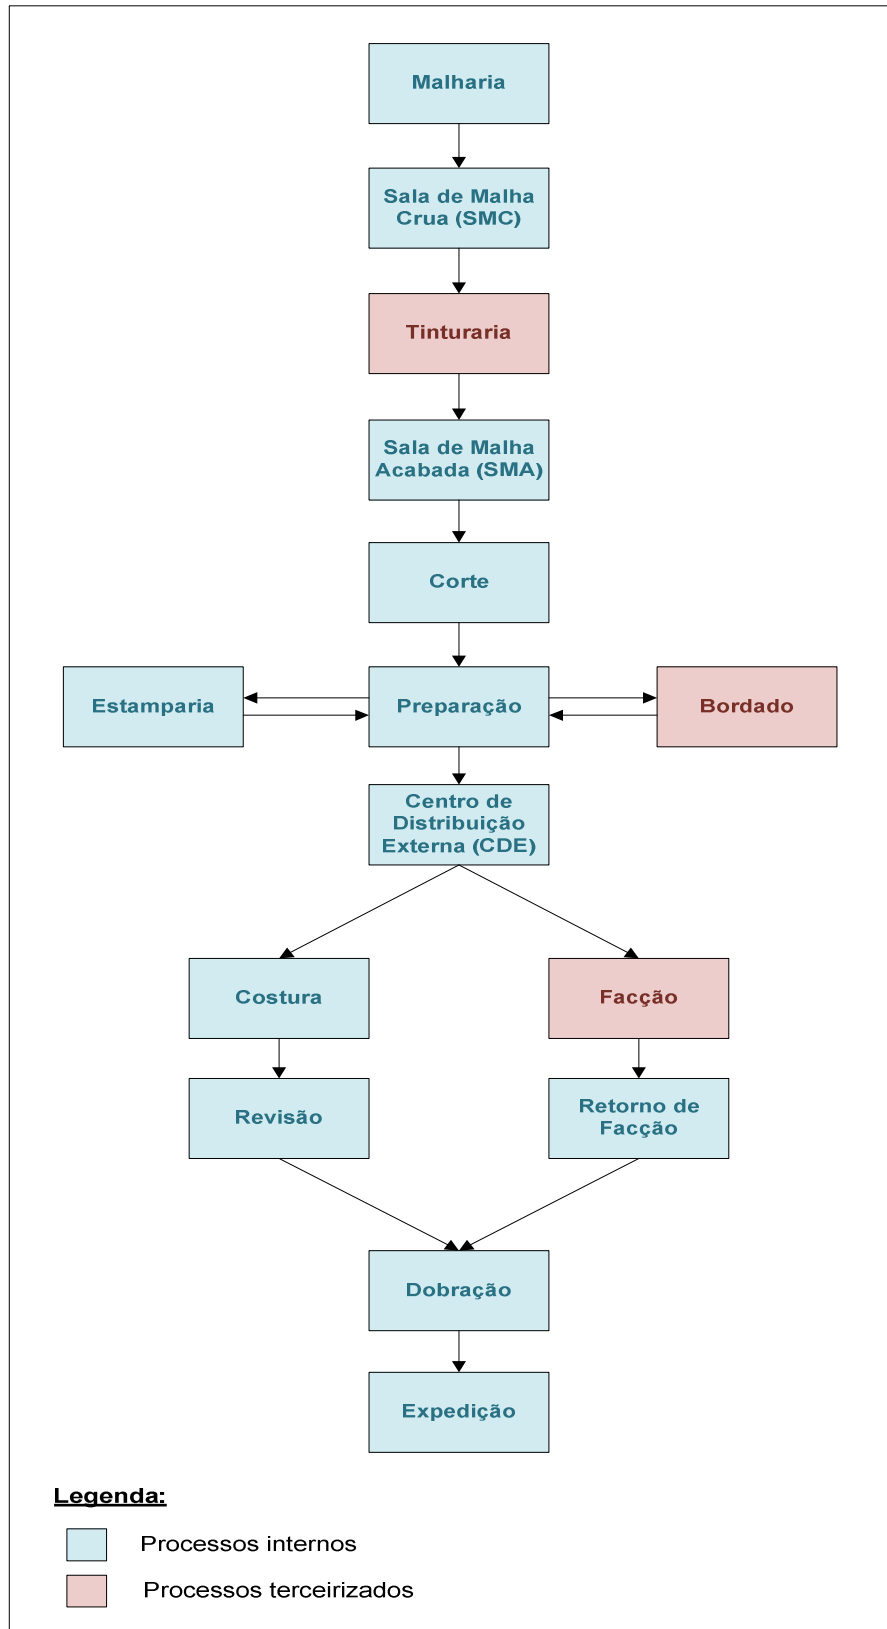 Malharia
Sala de Malha
Crua (SMC)
Tinturaria
Sala de Malha
Acabada (SMA)
Corte
Estamparia
Preparação
Bordado
Centro de
Distribuição
Externa (CDE)
Costura
Facção
Revisão
Retorno de
Facção
Dobração
Expedição
Legenda:
Processos internos
Processos terceirizados